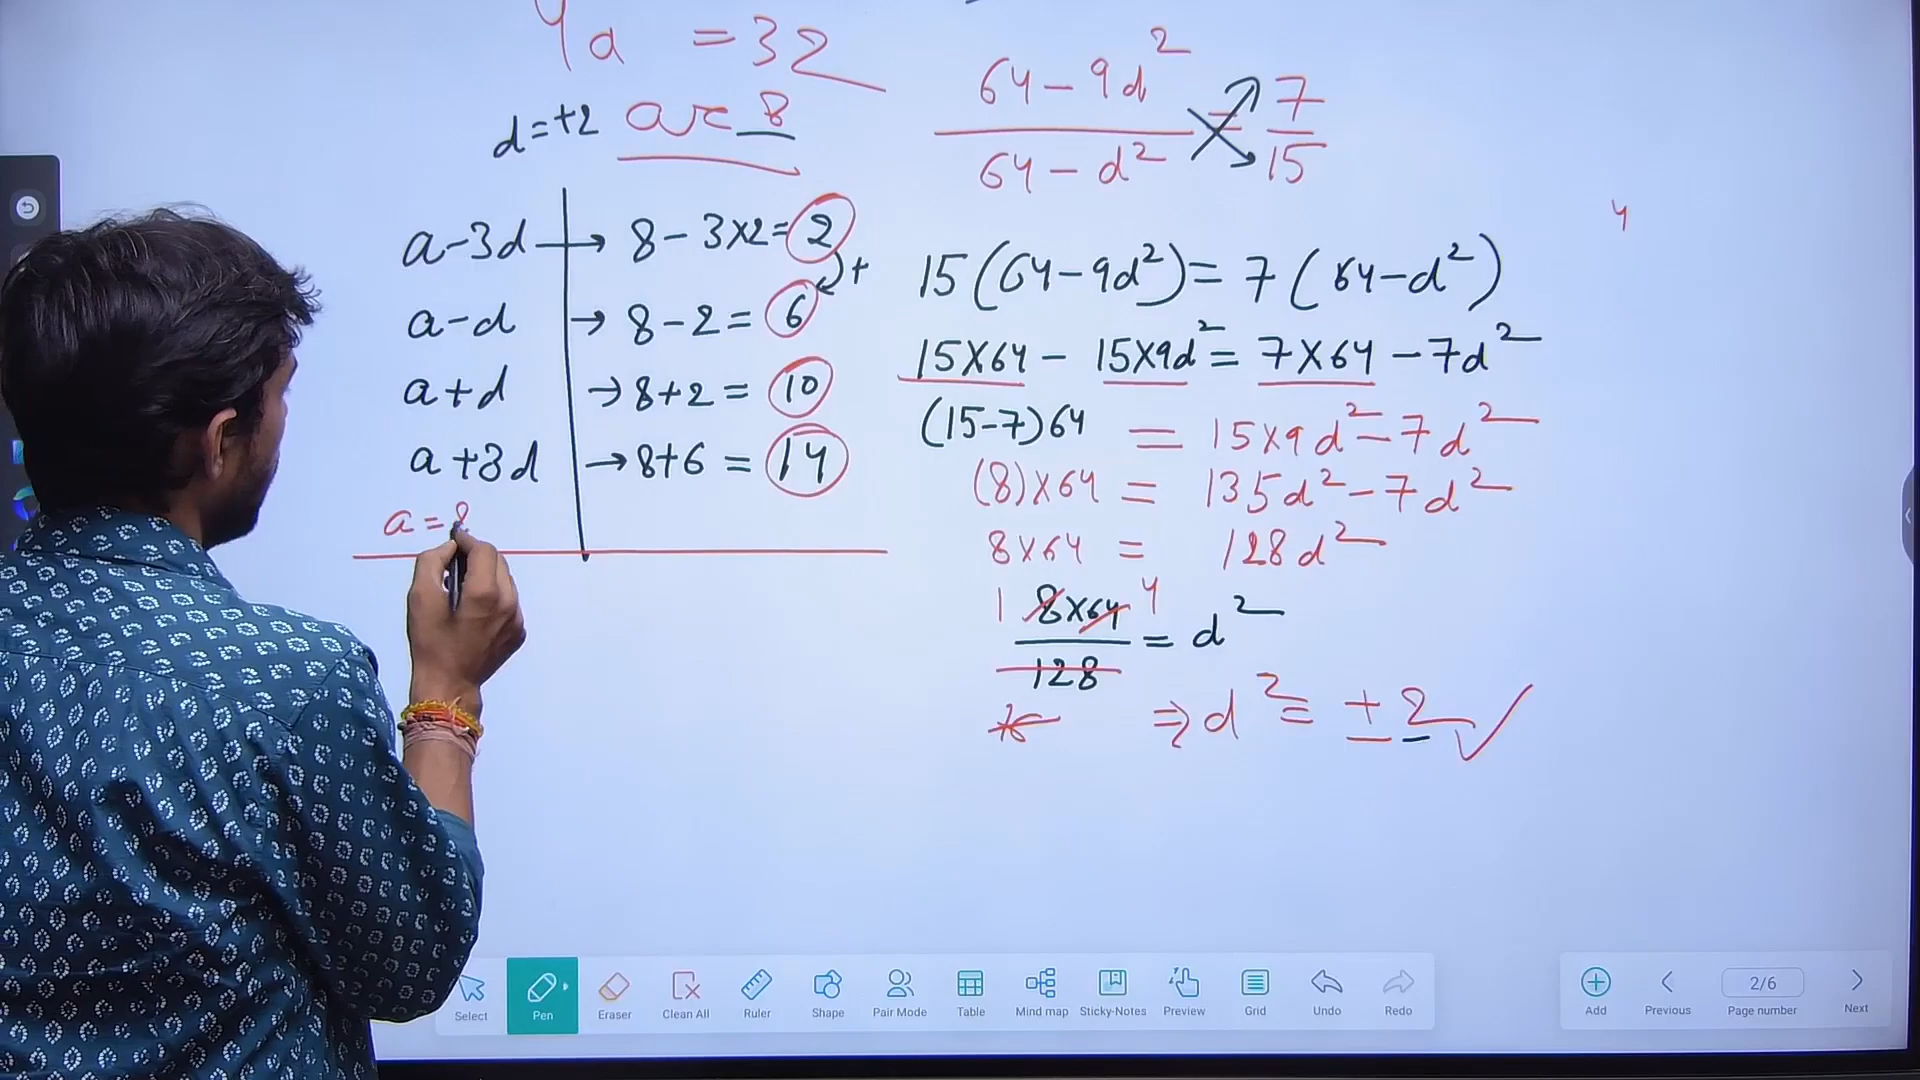 4a = 32
d=+2 a = 8
a-3d → 8-3×2=2
+
a-d → 8-2=6
a+d → 8+2=10
a+3d → 8+6=14
a=8
64-9d²/64-d² = 7/15
4
15(64-9d²)=7(64-d²)
15×64-15×9d²=7×64-7d²
(15-7)64 = 15×9d²-7d²
(8)×64 = 135d²-7d²
8×64 = 128d²
1 8×64 4
128 = d²
16 ⇒ d² = ±2 ✓
Select Pen Eraser Clean All Ruler Shape Pair Mode Table Mind map Sticky-Notes Preview Grid Undo Redo
Add Previous 2/6 Page number Next